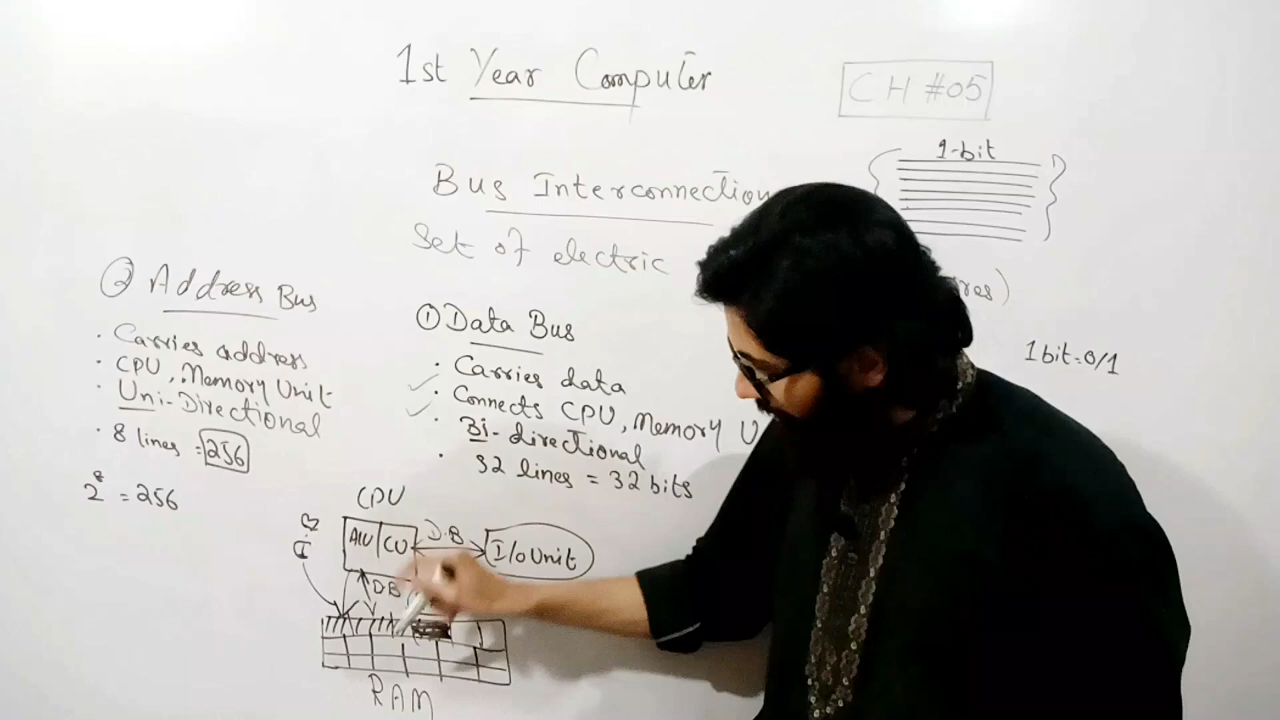 1st Year Computer
CH #05
1-bit
Bus Interconnection
Set of electric
② Address Bus
· Carries address
· CPU, Memory Unit
· Uni-Directional
· 8 lines = 256
2⁸ = 256
① Data Bus
· Carries data
· Connects CPU, Memory U
· Bi-directional
· 32 lines = 32 bits
1bit=0/1
CPU
ALU CU
D.B
I/O Unit
DB
RAM